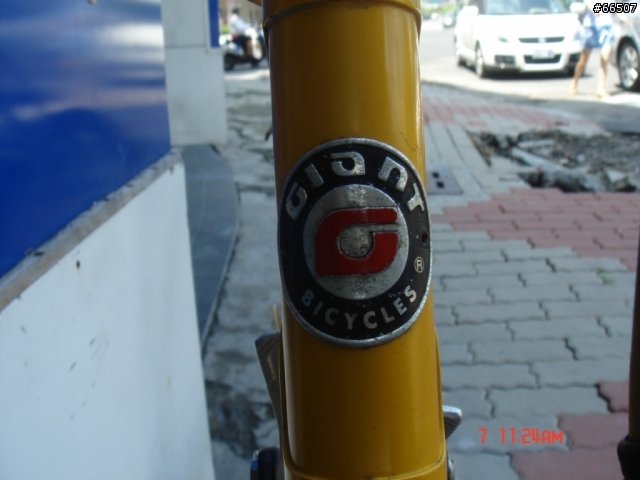 #66507
GIANT
G
BICYCLES ®
7 11:24AM